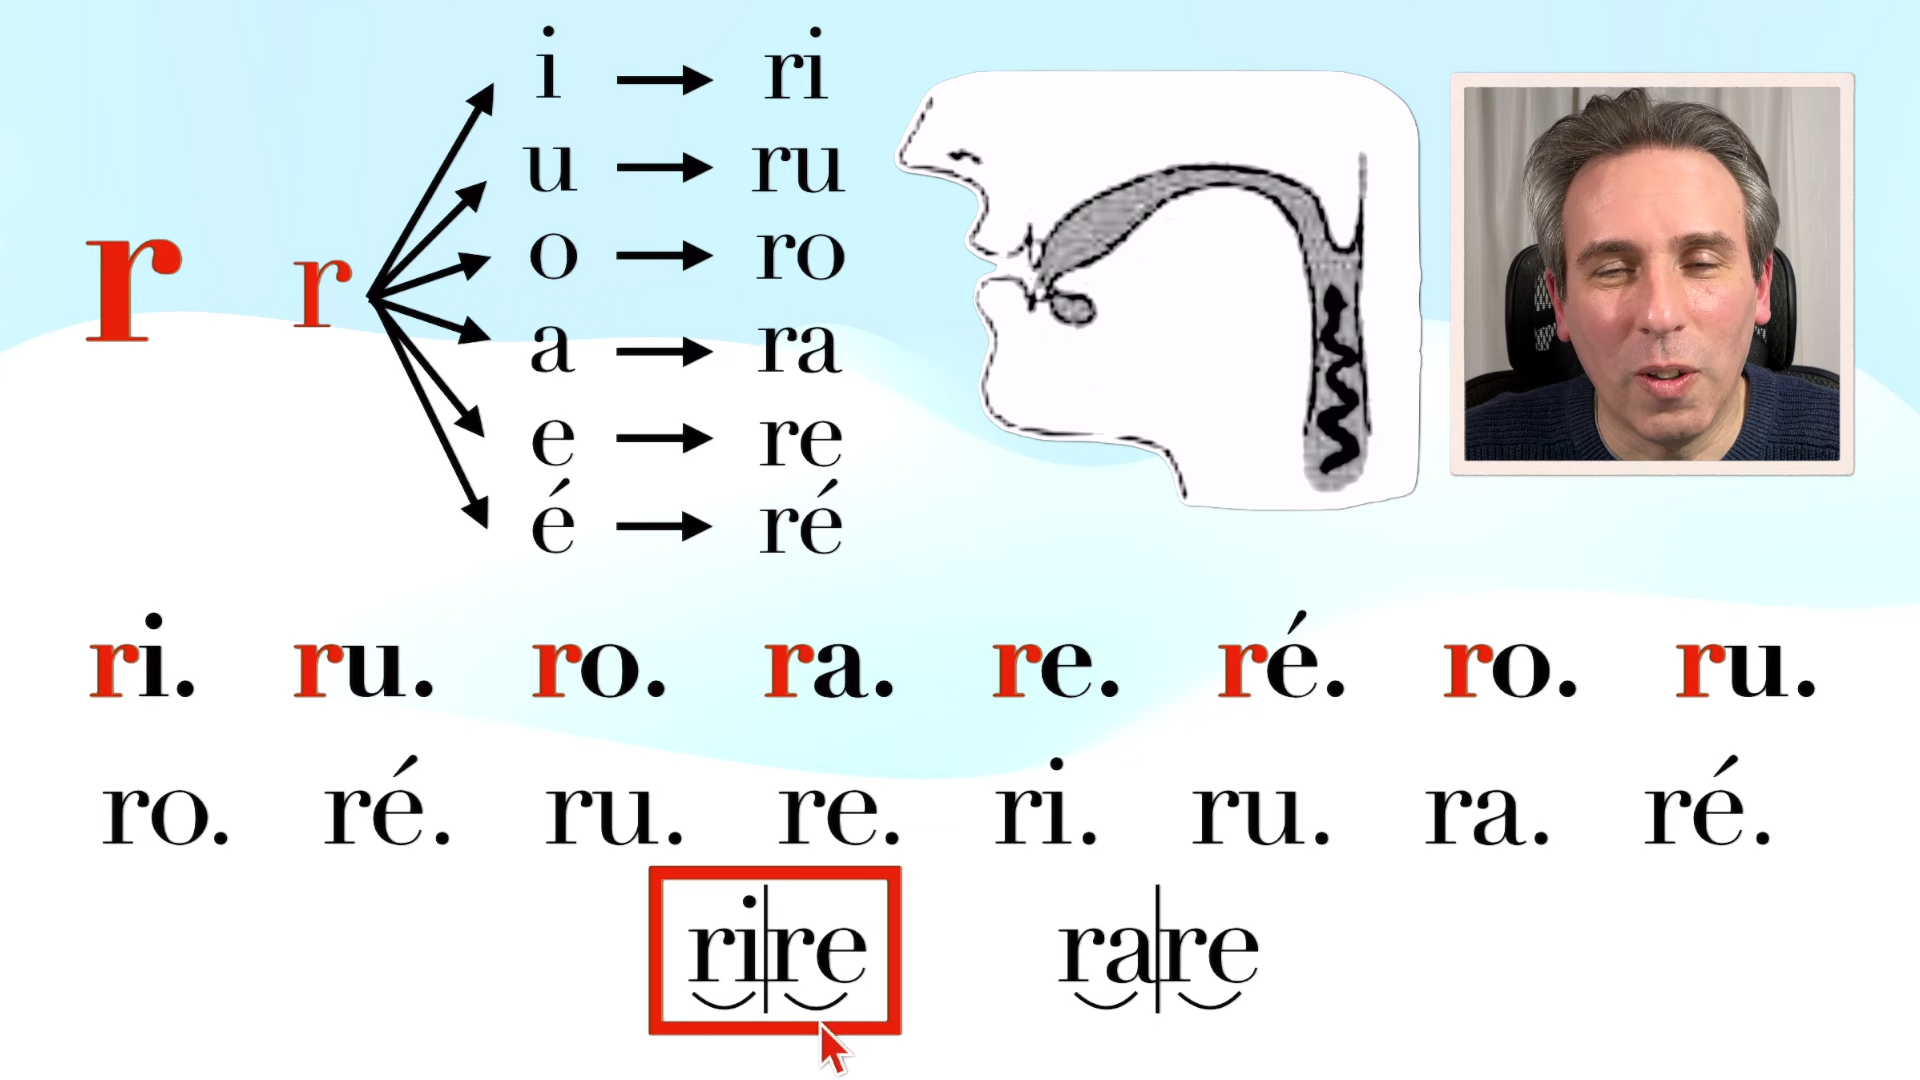 r r
i → ri
u → ru
o → ro
a → ra
e → re
é → ré
ri. ru. ro. ra. re. ré. ro. ru.
ro. ré. ru. re. ri. ru. ra. ré.
ri|re ra|re